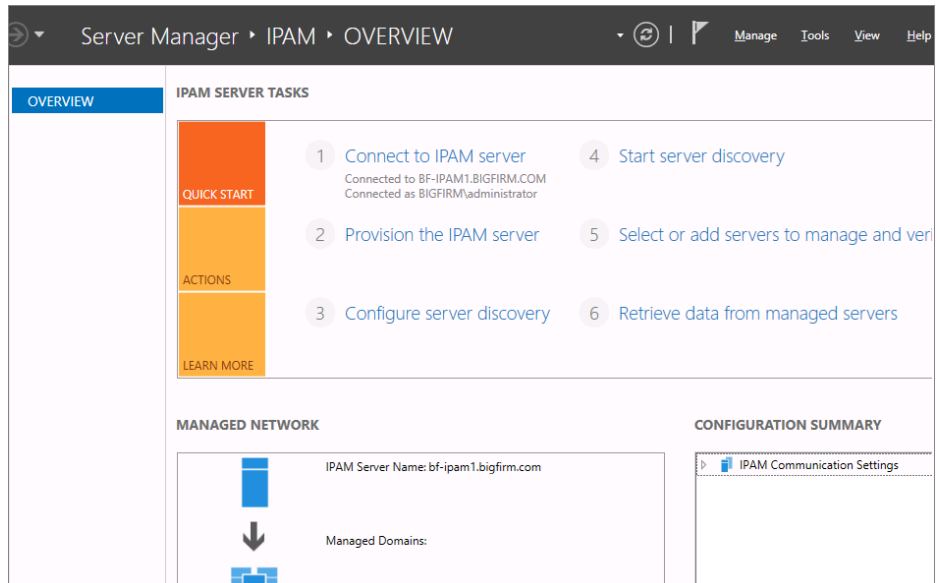 Server Manager ‣ IPAM ‣ OVERVIEW
Manage Tools View Help
OVERVIEW
IPAM SERVER TASKS
QUICK START
ACTIONS
LEARN MORE
1 Connect to IPAM server
Connected to BF-IPAM1.BIGFIRM.COM
Connected as BIGFIRM\administrator
2 Provision the IPAM server
3 Configure server discovery
4 Start server discovery
5 Select or add servers to manage and veri
6 Retrieve data from managed servers
MANAGED NETWORK
IPAM Server Name: bf-ipam1.bigfirm.com
Managed Domains:
CONFIGURATION SUMMARY
IPAM Communication Settings